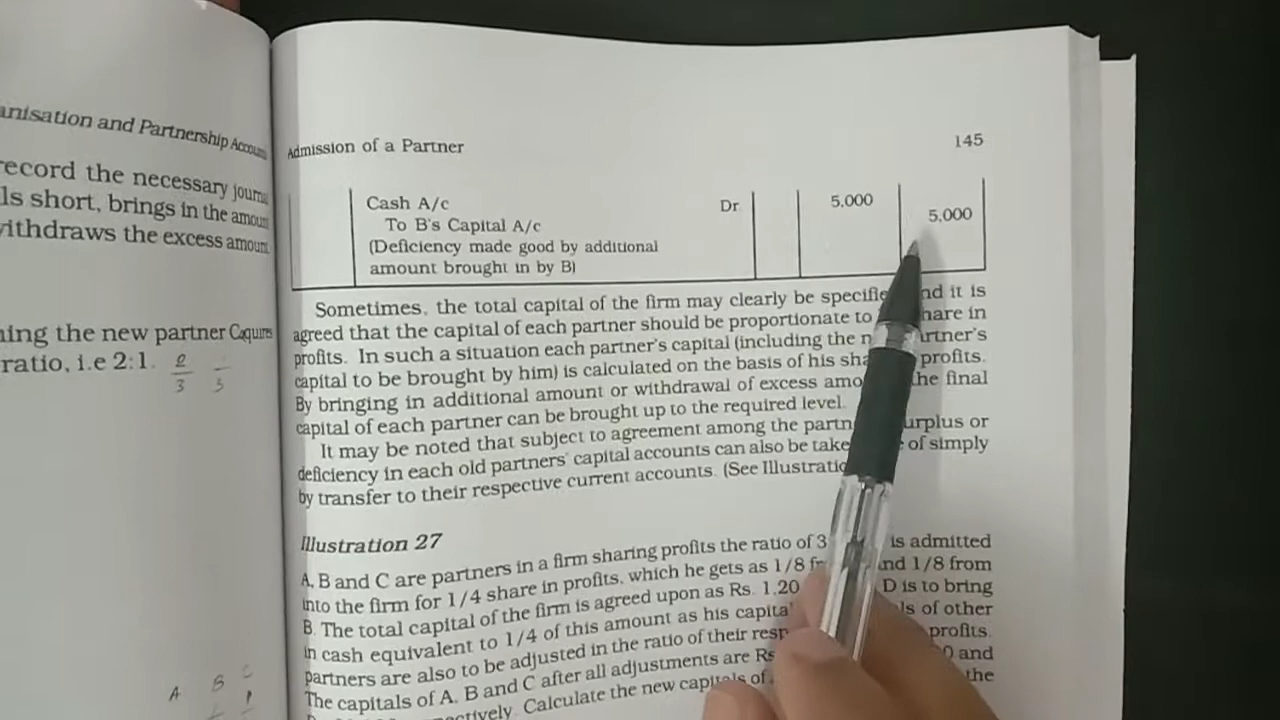 anisation and Partnership
record the necessary
ls short, brings in the
withdraws the excess
ning the new partner
ratio, i.e 2:1. 2/3
A B C
Admission of a Partner 145
Cash A/c Dr 5,000
To B's Capital A/c 5,000
(Deficiency made good by additional
amount brought in by B)
Sometimes, the total capital of the firm may clearly be nd it is
agreed that the capital of each partner should be proportionate to hare in
profits. In such a situation each partner's capital (including the n artner's
capital to be brought by him) is calculated on the basis of his sha profits.
By bringing in additional amount or withdrawal of excess amo he final
capital of each partner can be brought up to the required level.
It may be noted that subject to agreement among the partn urplus or
deficiency in each old partners' capital accounts can also be take of simply
by transfer to their respective current accounts. (See Illustratio
Illustration 27
A, B and C are partners in a firm sharing profits the ratio of 3 is admitted
into the firm for 1/4 share in profits, which he gets as 1/8 fr nd 1/8 from
B. The total capital of the firm is agreed upon as Rs. 1,20 D is to bring
in cash equivalent to 1/4 of this amount as his capital ls of other
partners are also to be adjusted in the ratio of their resp profits.
The capitals of A, B and C after all adjustments are Rs 0 and
ectively. Calculate the new capitals of the